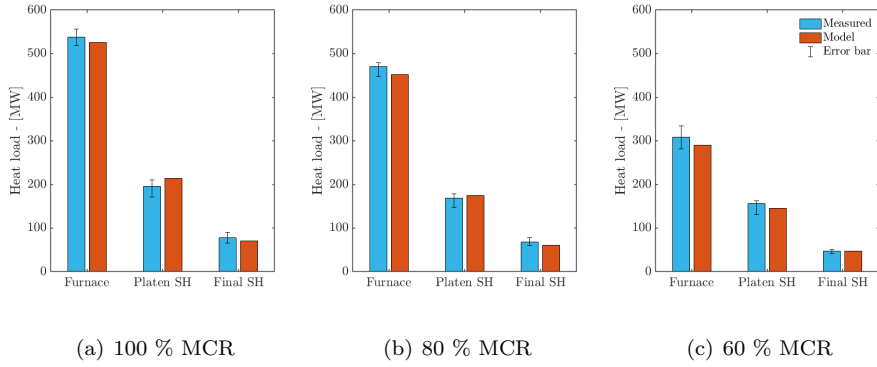 600
500
400
300
200
100
0
Heat load - [MW]
Furnace Platen SH Final SH
(a) 100 % MCR
600
500
400
300
200
100
0
Heat load - [MW]
Furnace Platen SH Final SH
(b) 80 % MCR
600
500
400
300
200
100
0
Heat load - [MW]
Measured
Model
Error bar
Furnace Platen SH Final SH
(c) 60 % MCR